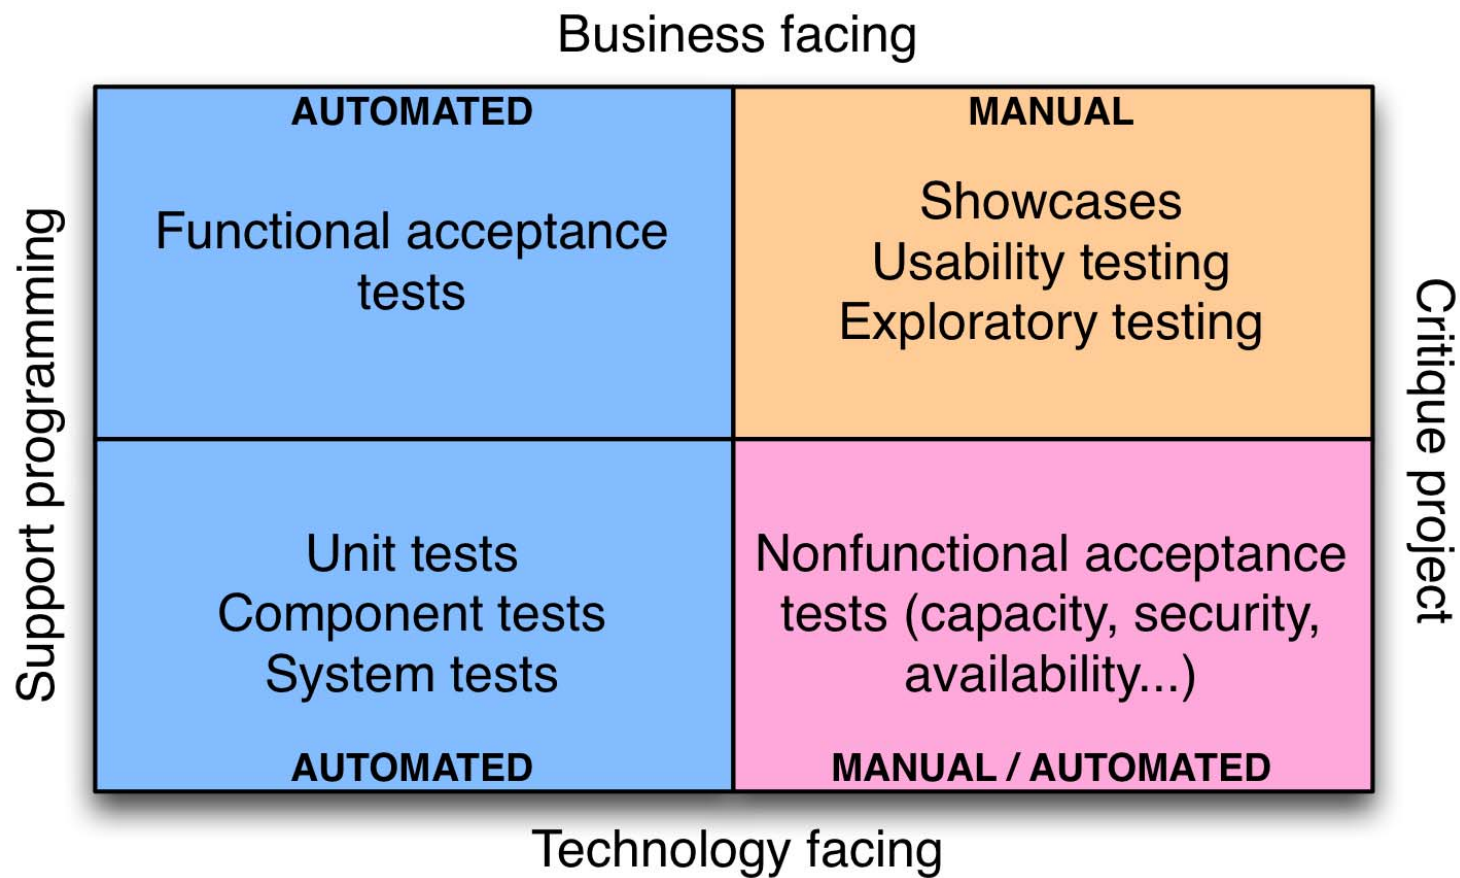 Business facing
AUTOMATED
Functional acceptance
tests
MANUAL
Showcases
Usability testing
Exploratory testing
Support programming
Critique project
Unit tests
Component tests
System tests
AUTOMATED
Nonfunctional acceptance
tests (capacity, security,
availability...)
MANUAL / AUTOMATED
Technology facing